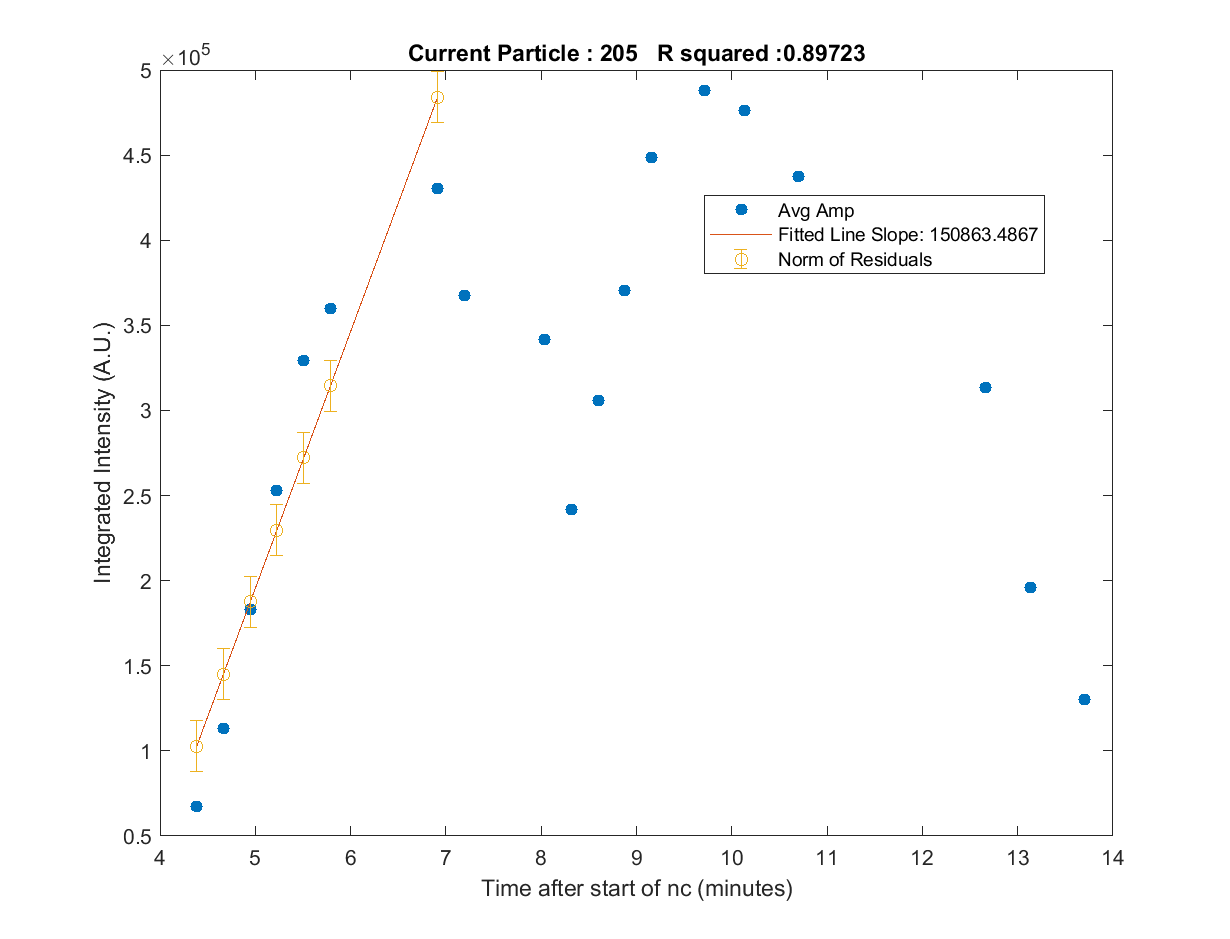 Current Particle : 205 R squared :0.89723
×10^5
5
4.5
4
3.5
3
2.5
2
1.5
1
0.5
Integrated Intensity (A.U.)
Avg Amp
Fitted Line Slope: 150863.4867
Norm of Residuals
4 5 6 7 8 9 10 11 12 13 14
Time after start of nc (minutes)